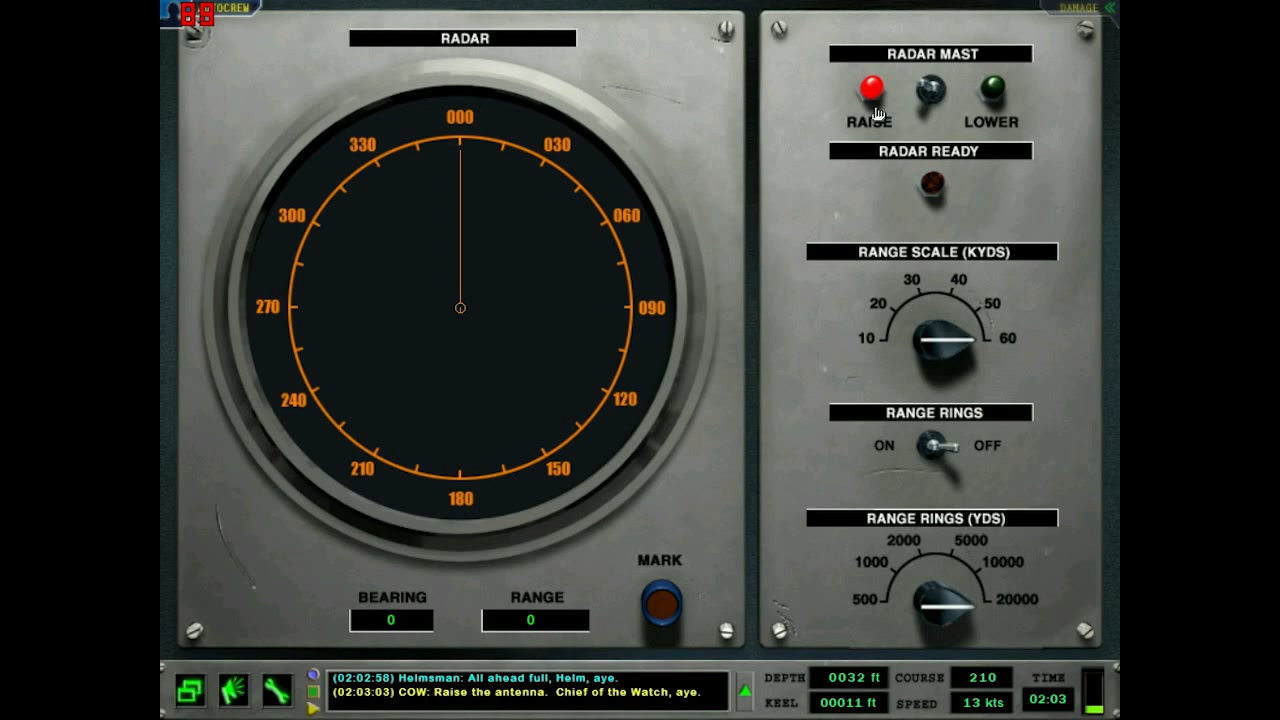 89
TOCREW
DAMAGE
RADAR
RADAR MAST
RAISE
LOWER
RADAR READY
000
330
030
300
060
270
090
240
120
210
150
180
RANGE SCALE (KYDS)
30 40
20 50
10 60
RANGE RINGS
ON OFF
RANGE RINGS (YDS)
2000 5000
1000 10000
500 20000
MARK
BEARING RANGE
0 0
(02:02:58) Helmsman: All ahead full, Helm, aye.
(02:03:03) COW: Raise the antenna. Chief of the Watch, aye.
DEPTH 0032 ft COURSE 210 TIME
KEEL 00011 ft SPEED 13 kts 02:03